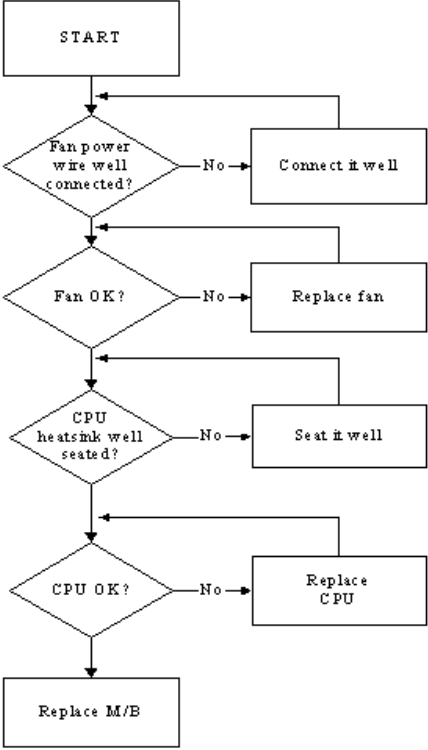 START
Fan power
wire well
connected?
No
Connect it well
Fan OK?
No
Replace fan
CPU
heatsink well
seated?
No
Seat it well
CPU OK?
No
Replace
CPU
Replace M/B